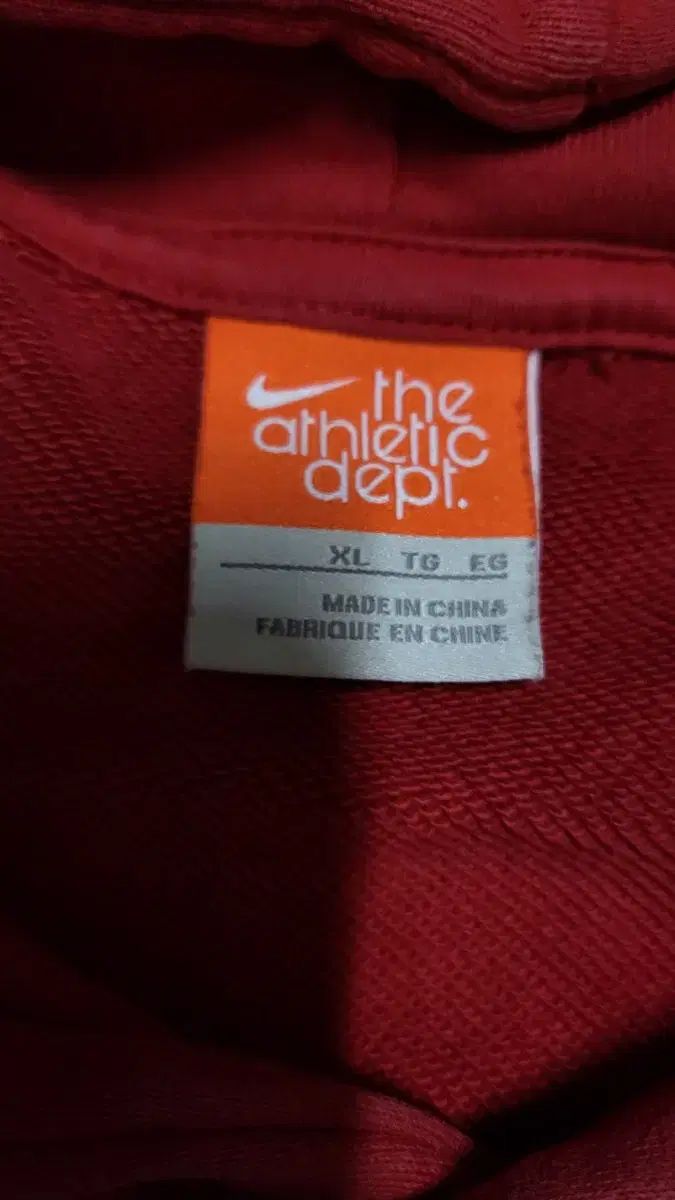 the
athletic
dept.
XL TG EG
MADE IN CHINA
FABRIQUE EN CHINE